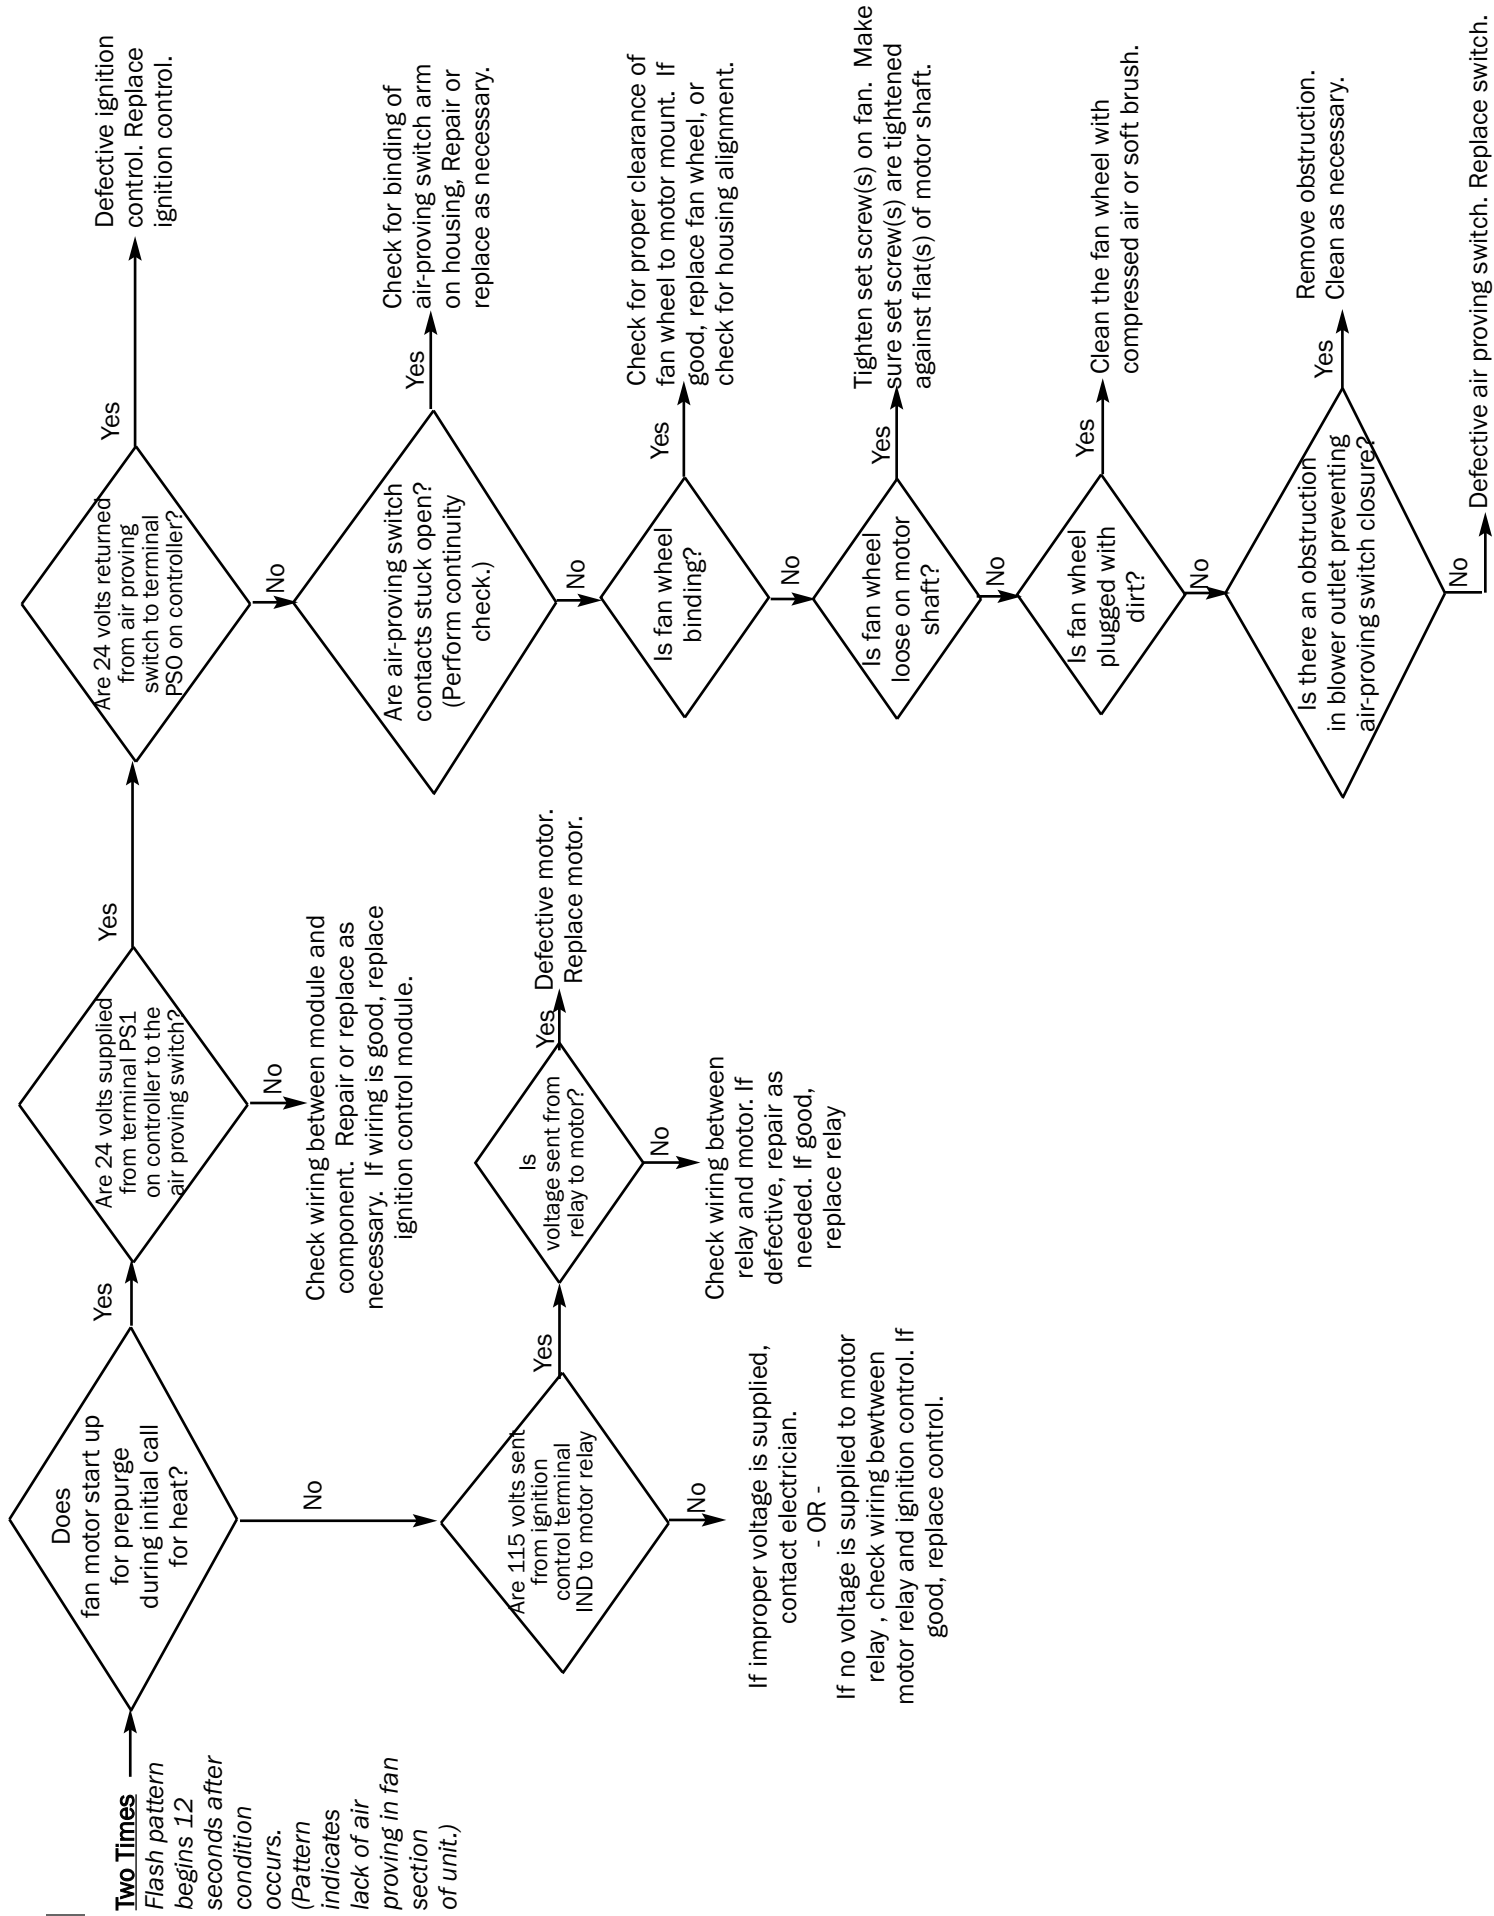 Two Times
Flash pattern
begins 12
seconds after
condition
occurs.
(Pattern
indicates
lack of air
proving in fan
section
of unit.)
Does
fan motor start up
for prepurge
during initial call
for heat?
Yes
No
Are 24 volts supplied
from terminal PS1
on controller to the
air proving switch?
Yes
No
Check wiring between module and
component. Repair or replace as
necessary. If wiring is good, replace
ignition control module.
Are 24 volts returned
from air proving
switch to terminal
PSO on controller?
Yes
Defective ignition
control. Replace
ignition control.
No
Are air-proving switch
contacts stuck open?
(Perform continuity
check.)
Yes
Check for binding of
air-proving switch arm
on housing, Repair or
replace as necessary.
No
Is fan wheel
binding?
Yes
Check for proper clearance of
fan wheel to motor mount. If
good, replace fan wheel, or
check for housing alignment.
No
Is fan wheel
loose on motor
shaft?
Yes
Tighten set screw(s) on fan. Make
sure set screw(s) are tightened
against flat(s) of motor shaft.
No
Is fan wheel
plugged with
dirt?
Yes
Clean the fan wheel with
compressed air or soft brush.
No
Is there an obstruction
in blower outlet preventing
air-proving switch closure?
Yes
Remove obstruction.
Clean as necessary.
No
Defective air proving switch. Replace switch.
Are 115 volts sent
from ignition
control terminal
IND to motor relay
Yes
No
If improper voltage is supplied,
contact electrician.
- OR -
If no voltage is supplied to motor
relay , check wiring bewtween
motor relay and ignition control. If
good, replace control.
Is
voltage sent from
relay to motor?
Yes
Defective motor.
Replace motor.
No
Check wiring between
relay and motor. If
defective, repair as
needed. If good,
replace relay